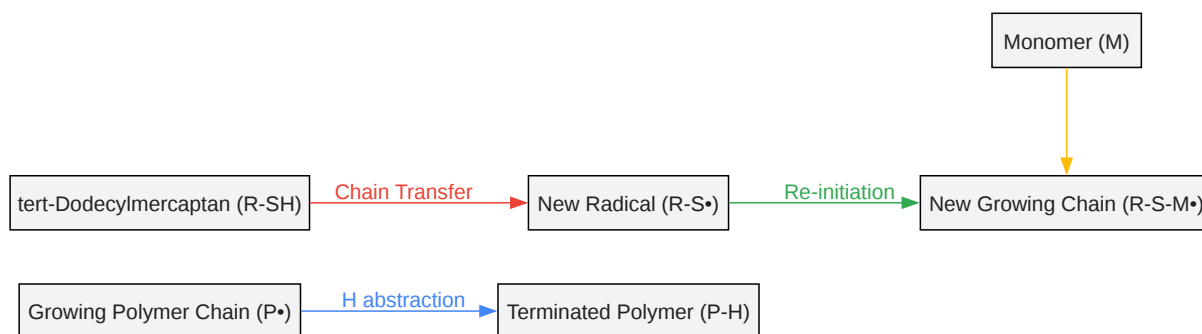 Monomer (M)
tert-Dodecylmercaptan (R-SH)
Chain Transfer
New Radical (R-S•)
Re-initiation
New Growing Chain (R-S-M•)
Growing Polymer Chain (P•)
H abstraction
Terminated Polymer (P-H)